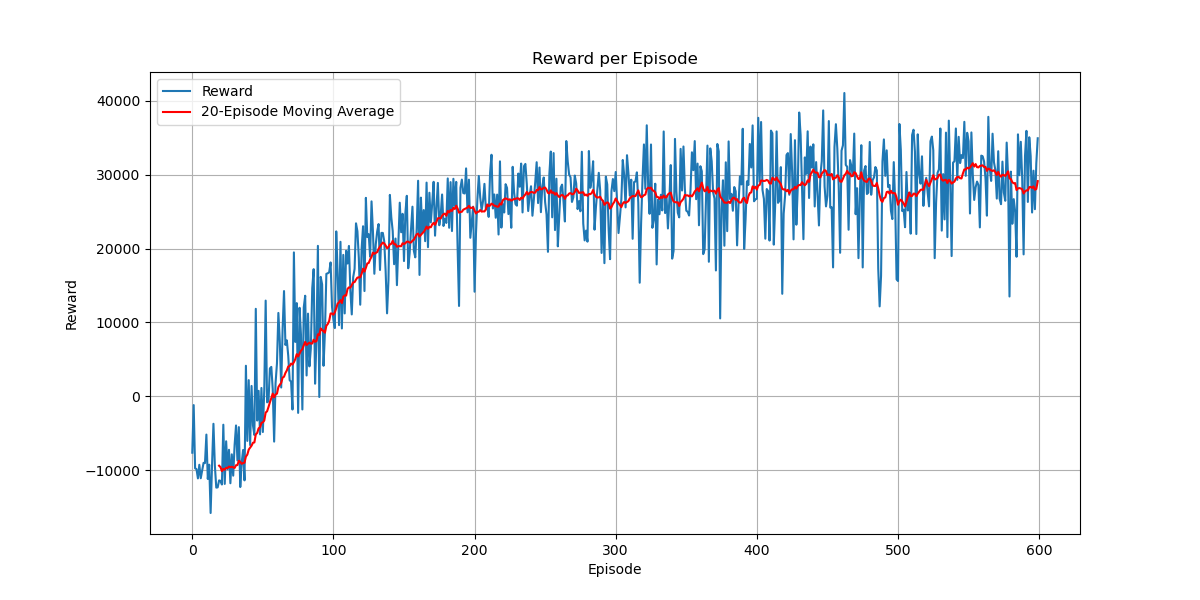 Reward per Episode
Reward
20-Episode Moving Average
40000
30000
20000
10000
0
−10000
Reward
0 100 200 300 400 500 600
Episode